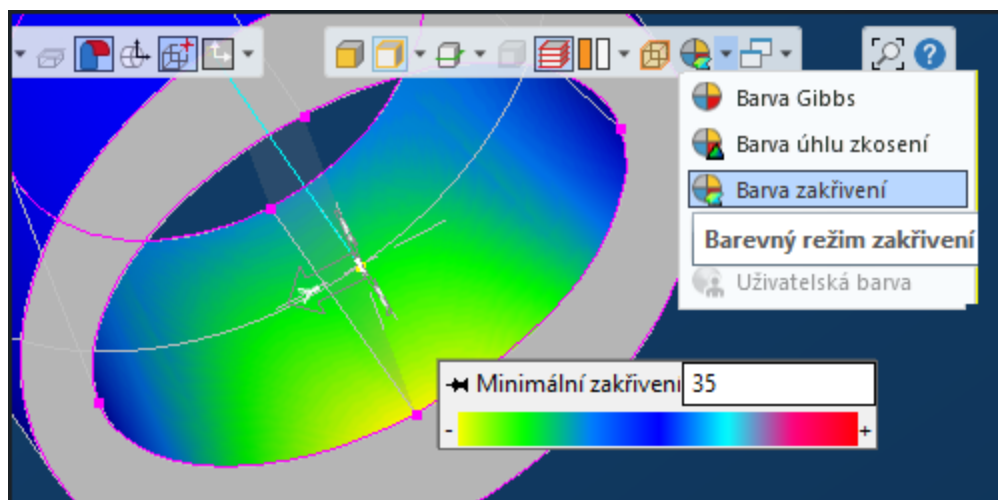 Barva Gibbs
Barva úhlu zkosení
Barva zakřivení
Barevný režim zakřivení
Uživatelská barva
Minimální zakřivení 35
- +